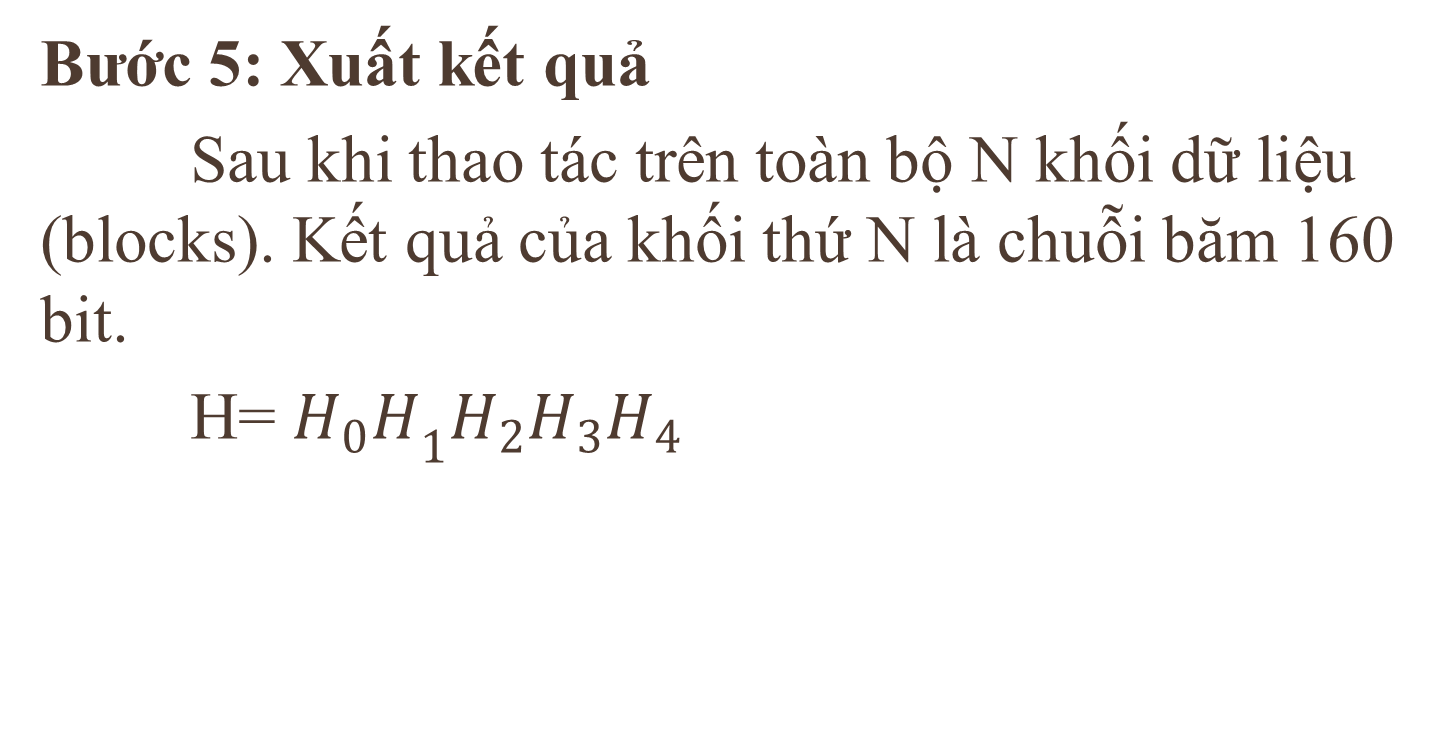 Bước 5: Xuất kết quả
Sau khi thao tác trên toàn bộ N khối dữ liệu
(blocks). Kết quả của khối thứ N là chuỗi băm 160
bit.
H= 𝐻₀𝐻₁𝐻₂𝐻₃𝐻₄